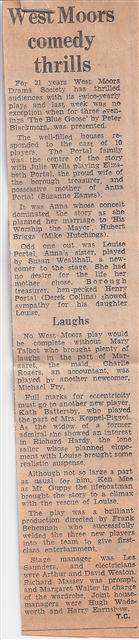 West Moors
comedy
thrills
For 21 years West Moors
Drama Society has thrilled
audiences with its twice-yearly
plays and last week was no
exception when for three even-
ings 'The Blue Goose' by Peter
Blackmore, was presented.
The well-filled houses re-
sponded to the cast of 10
players. The Portal family
was the centre of the story
with Julie Wells playing Eliza-
beth Portal, the proud wife of
the borough treasurer and
possessive mother of Anna
Portal (Suzanne Eames).
It was Anna whose conceit
dominated the story as she
planned her marriage to 'His
Worship the Mayor', Hubert
Briggs (Mike Hutchings).
Odd one out was Louise
Portal, Anna's sister, played
by Susan Westhall, a new-
comer to the stage. She had
no desire for the life her
mother chose. Borough
treasurer, hen-pecked Henry
Portal (Derek Collins) showed
sympathy for his daughter
Louise.
Laughs
No West Moors play would
be complete without Mary
Talbot who brought plenty of
laughs in the part of Mar-
garet, the maid. Charlie
Rogers, an accountant, was
played by another newcomer,
Michael Fry.
Full marks for eccentricity
must go to another new player,
Kath Battersby, who played
the part of Mrs. Koppel-Pigget.
As the widow of a former
admiral she showed an interest
in Richard Hardy, the lone
sailor whose planned elope-
ment with Louise brought some
realistic suspense.
Although not so large a part
as usual for him, Ken Mee
as Mr. Guppy the lifeboatman
brought the story to a climax
with the rescue of Louise.
The play was a brilliant
production directed by Frank
Beheman who successfully
welded the three new players
into the team to give first-
class entertainment.
Stage manager was Les
Sanders, and electricians
were Arthur and David Weston.
Richard Massey was prompt,
and Margaret Walter in charge
of the wardrobe. Joint house
managers were Hugh Wade
worth and Harry Earnshaw.
T.C.